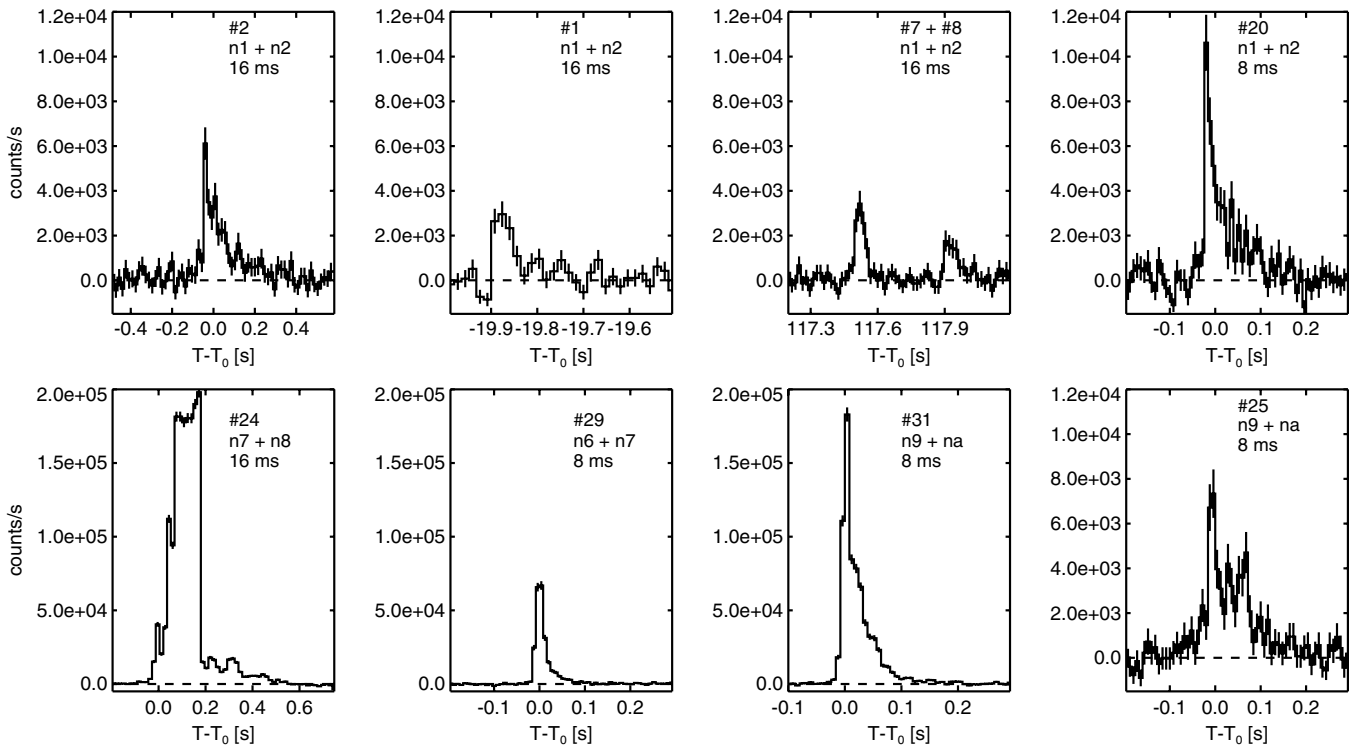 1.2e+04
1.0e+04
8.0e+03
6.0e+03
4.0e+03
2.0e+03
0.0
counts/s
#2
n1 + n2
16 ms
-0.4 -0.2 0.0 0.2 0.4
T-T0 [s]
1.2e+04
1.0e+04
8.0e+03
6.0e+03
4.0e+03
2.0e+03
0.0
#1
n1 + n2
16 ms
-19.9 -19.8 -19.7 -19.6
T-T0 [s]
1.2e+04
1.0e+04
8.0e+03
6.0e+03
4.0e+03
2.0e+03
0.0
#7 + #8
n1 + n2
16 ms
117.3 117.6 117.9
T-T0 [s]
1.2e+04
1.0e+04
8.0e+03
6.0e+03
4.0e+03
2.0e+03
0.0
#20
n1 + n2
8 ms
-0.1 0.0 0.1 0.2
T-T0 [s]
2.0e+05
1.5e+05
1.0e+05
5.0e+04
0.0
counts/s
#24
n7 + n8
16 ms
0.0 0.2 0.4 0.6
T-T0 [s]
2.0e+05
1.5e+05
1.0e+05
5.0e+04
0.0
#29
n6 + n7
8 ms
-0.1 0.0 0.1 0.2
T-T0 [s]
2.0e+05
1.5e+05
1.0e+05
5.0e+04
0.0
#31
n9 + na
8 ms
-0.1 0.0 0.1 0.2
T-T0 [s]
1.2e+04
1.0e+04
8.0e+03
6.0e+03
4.0e+03
2.0e+03
0.0
#25
n9 + na
8 ms
-0.1 0.0 0.1 0.2
T-T0 [s]